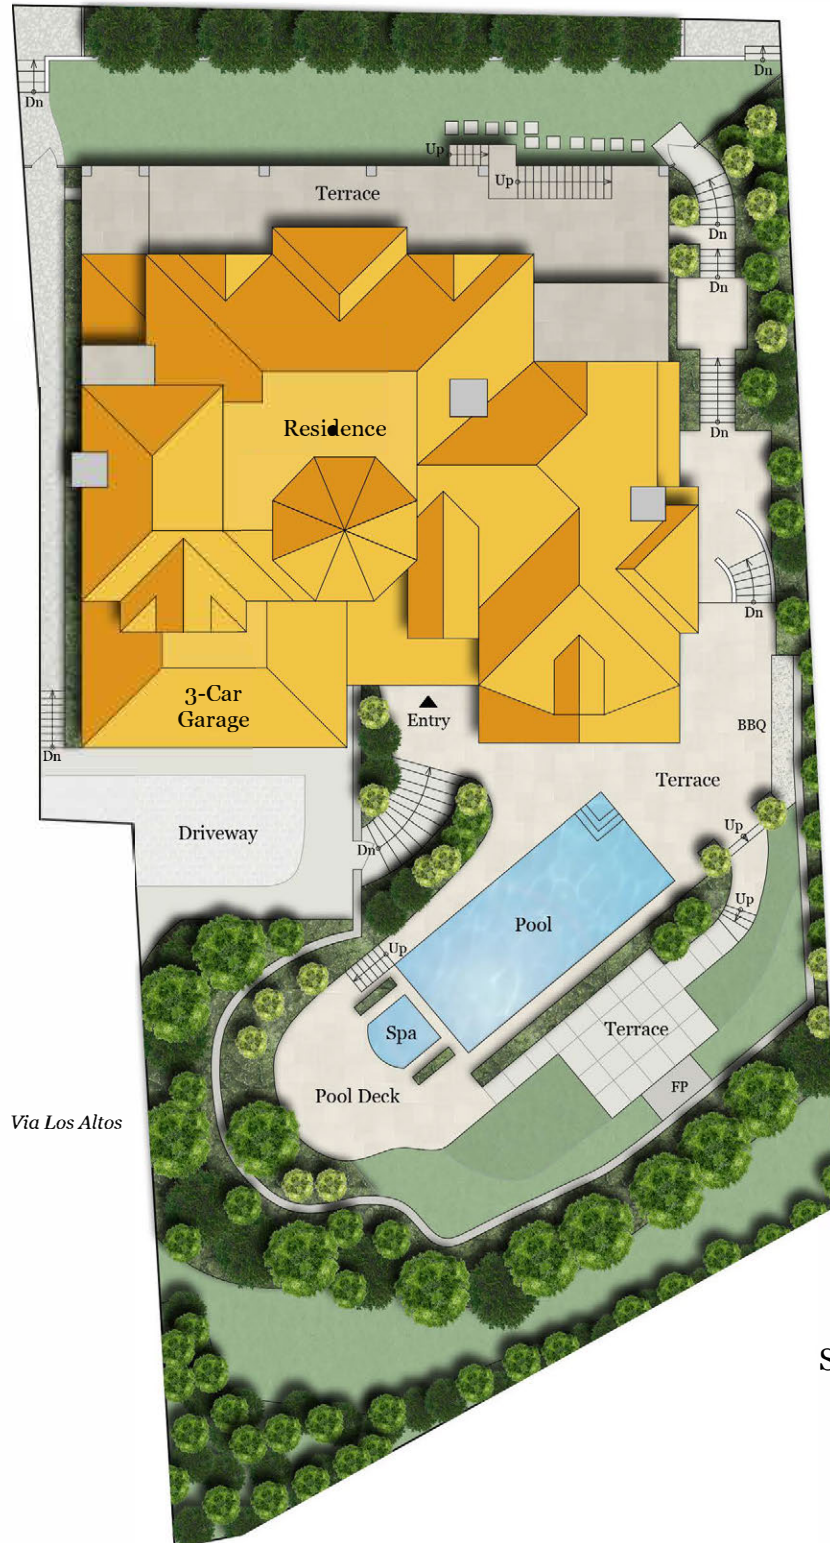 Dn
Dn
Up
Up
Terrace
Dn
Dn
Dn
Residence
Dn
3-Car
Garage
Entry
Dn
BBQ
Terrace
Driveway
Up
Dn
Up
Pool
Up
Spa
Terrace
FP
Pool Deck
Via Los Altos
S